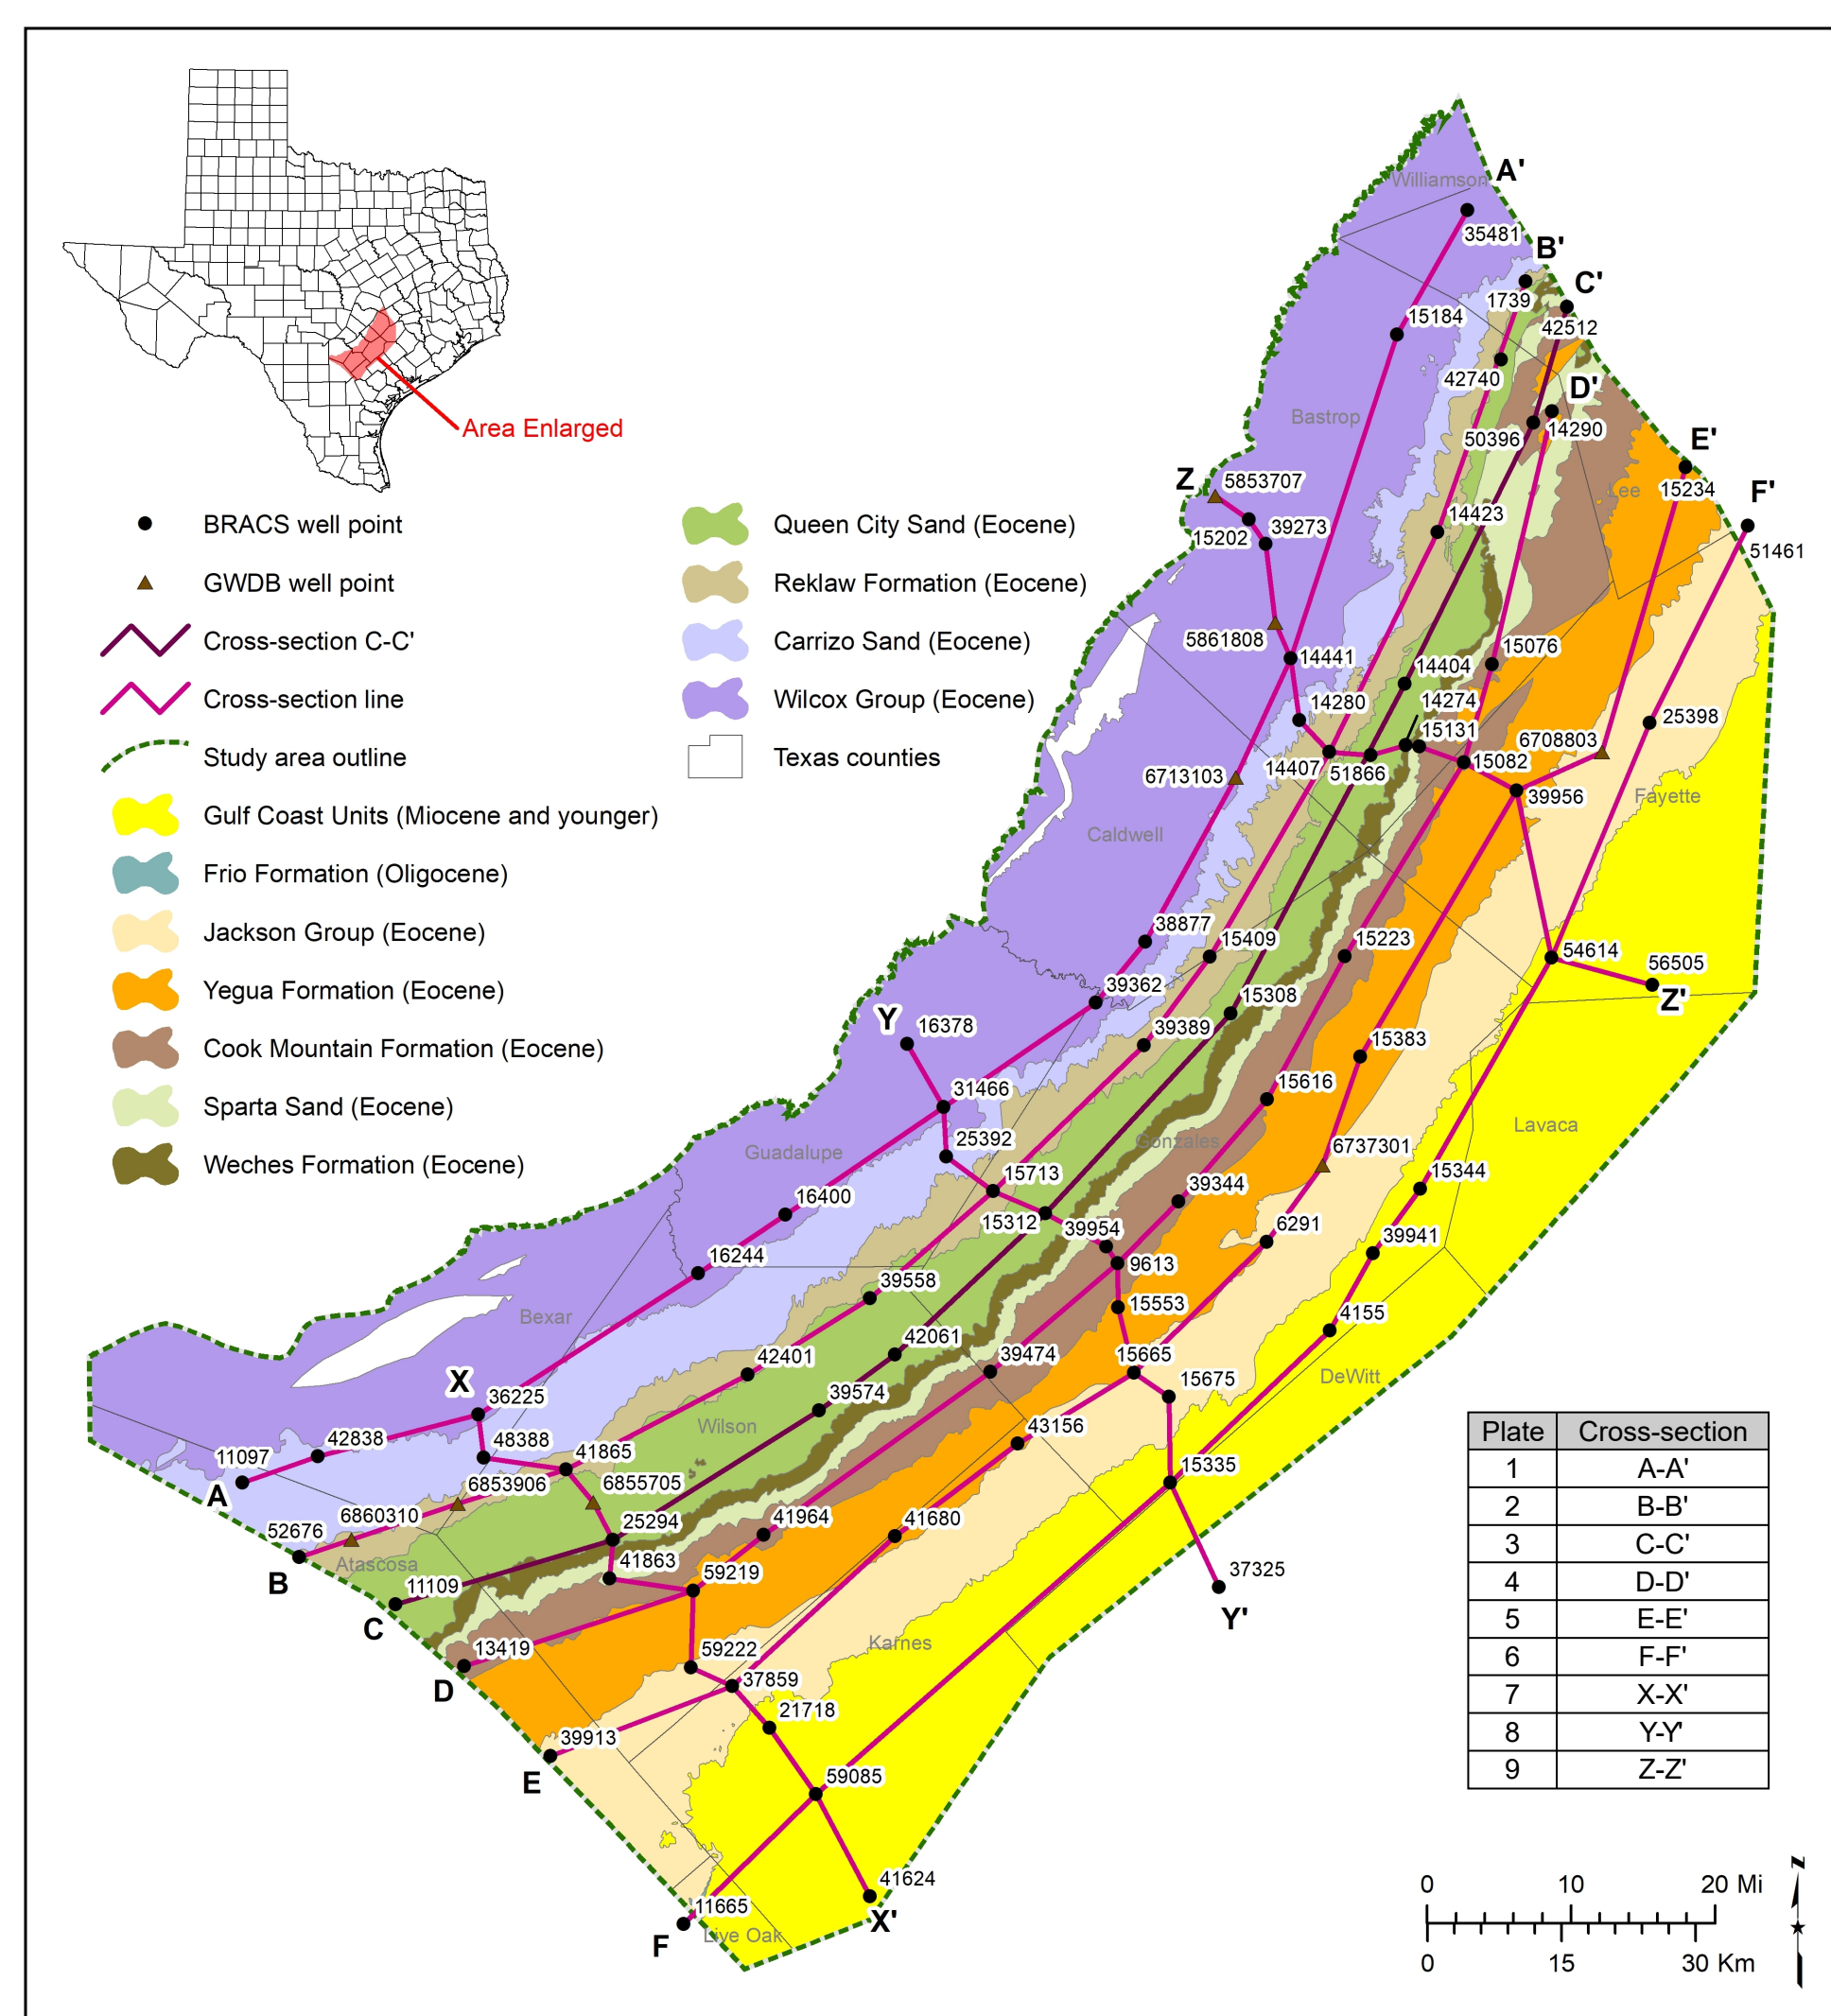 Area Enlarged
BRACS well point
GWDB well point
Cross-section C-C'
Cross-section line
Study area outline
Gulf Coast Units (Miocene and younger)
Frio Formation (Oligocene)
Jackson Group (Eocene)
Yegua Formation (Eocene)
Cook Mountain Formation (Eocene)
Sparta Sand (Eocene)
Weches Formation (Eocene)
Queen City Sand (Eocene)
Reklaw Formation (Eocene)
Carrizo Sand (Eocene)
Wilcox Group (Eocene)
Texas counties
A'
Williamson
35481
B'
C'
1739
15184
42512
42740
D'
Bastrop
14290
50396
E'
Z
5853707
Lee
15234
F'
14423
15202
39273
51461
5861808
14441
15076
14404
14280
14274
25398
15131
6708803
14407
51866
15082
6713103
39956
Fayette
Caldwell
38877
15409
15223
54614
56505
39362
15308
Z'
Y
16378
39389
15383
31466
15616
Lavaca
25392
Gonzales
Guadalupe
6737301
15713
15344
16400
39344
15312
39954
6291
39941
16244
9613
39558
15553
Bexar
4155
42061
42401
39474
15665
DeWitt
X
15675
36225
39574
Wilson
43156
42838
48388
41865
11097
15335
6853906
6855705
A
6860310
41964
41680
52676
25294
Atascosa
41863
37325
B
11109
59219
C
Y'
13419
59222
Karnes
37859
D
21718
39913
E
59085
41624
11665
X'
F
Live Oak
Plate Cross-section
1 A-A'
2 B-B'
3 C-C'
4 D-D'
5 E-E'
6 F-F'
7 X-X'
8 Y-Y'
9 Z-Z'
0 10 20 Mi
0 15 30 Km
N